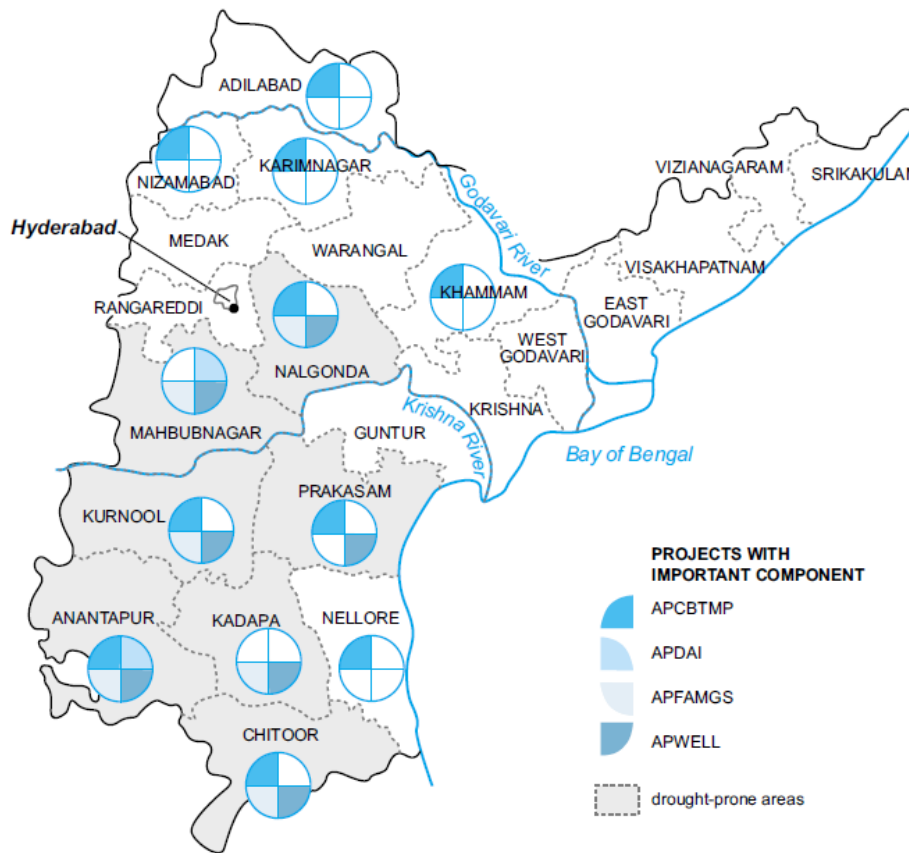 ADILABAD
VIZIANAGARAM
SRIKAKULAM
NIZAMABAD
KARIMNAGAR
Godavari River
Hyderabad
MEDAK
WARANGAL
VISAKHAPATNAM
KHAMMAM
RANGAREDDI
EAST
GODAVARI
WEST
GODAVARI
NALGONDA
MAHBUBNAGAR
KRISHNA
Krishna River
GUNTUR
Bay of Bengal
PRAKASAM
KURNOOL
PROJECTS WITH
IMPORTANT COMPONENT
APCBTMP
APDAI
APFAMGS
APWELL
drought-prone areas
ANANTAPUR
KADAPA
NELLORE
CHITOOR